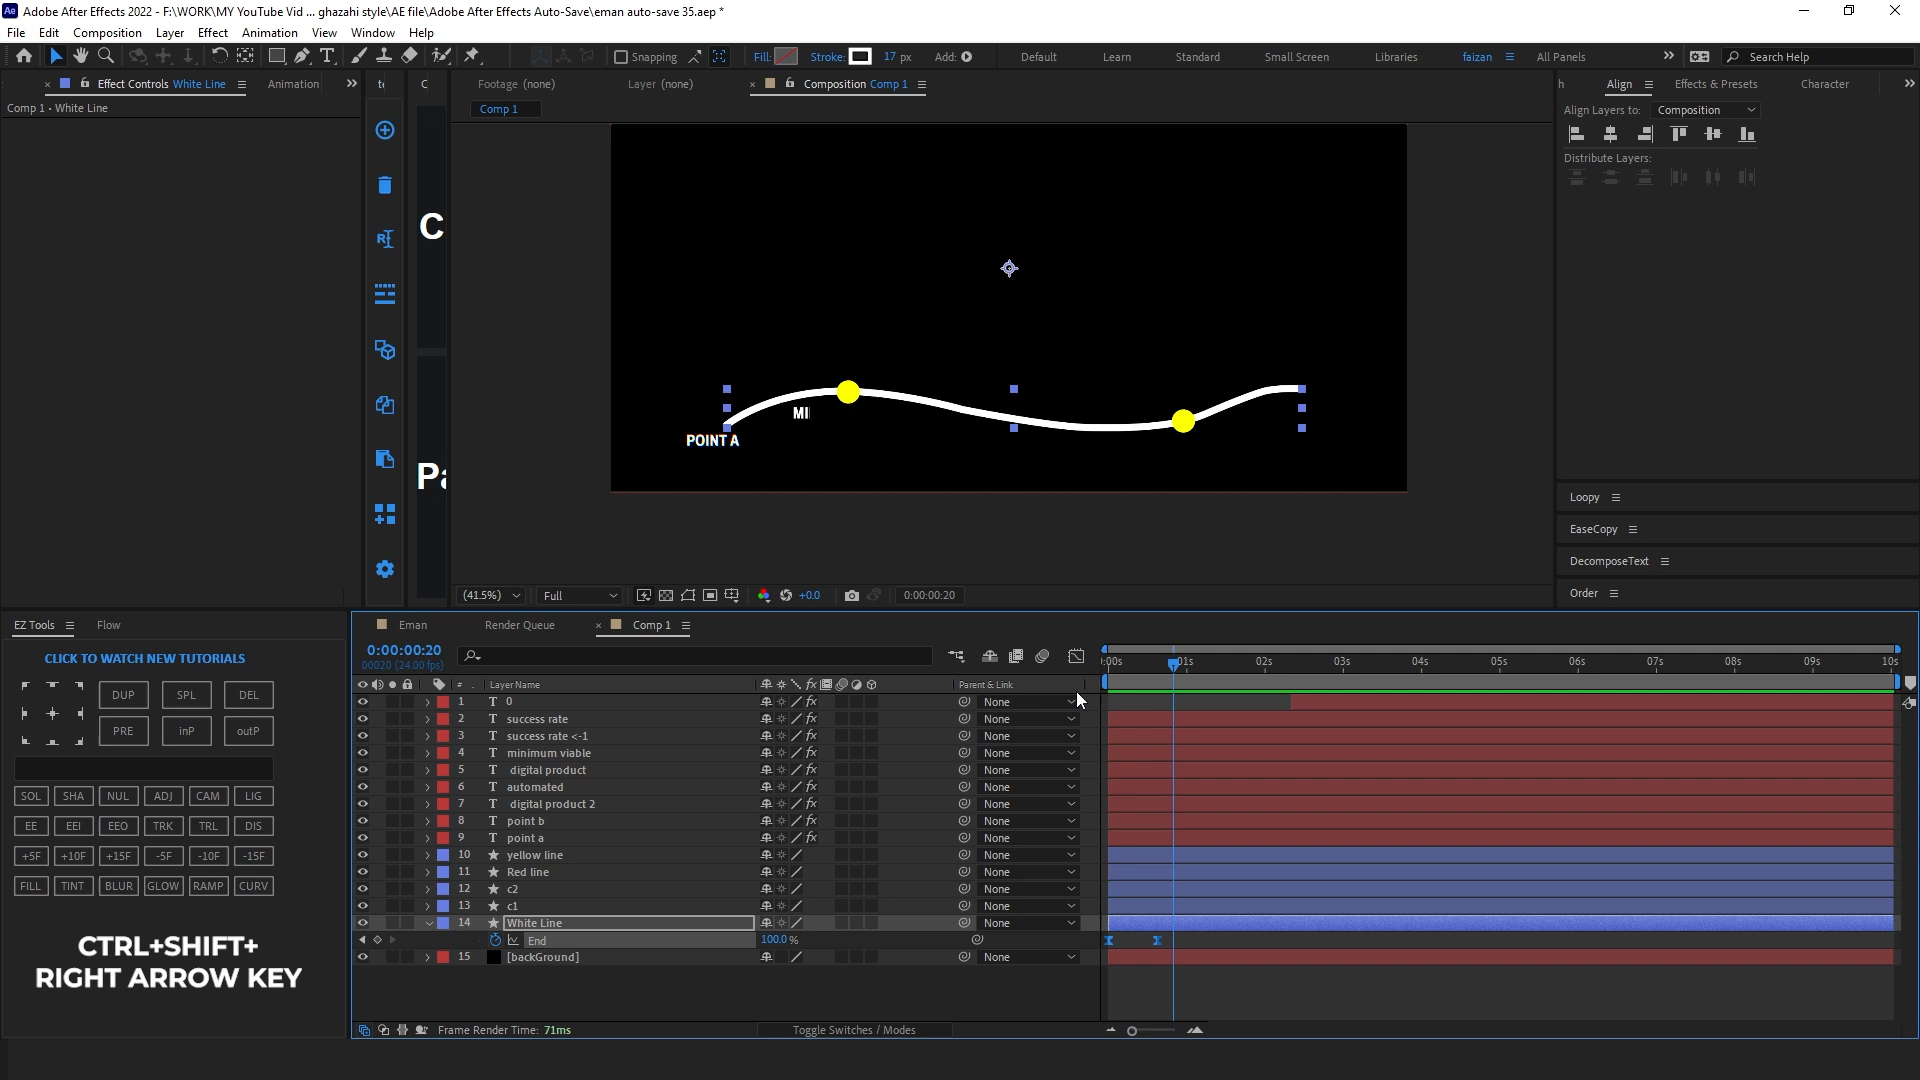 Adobe After Effects 2022 - F:\WORK\MY YouTube Vid ... ghazahi style\AE file\Adobe After Effects Auto-Save\eman auto-save 35.aep *
File Edit Composition Layer Effect Animation View Window Help
Snapping Fill: Stroke: 17 px Add: Default Learn Standard Small Screen Libraries faizan All Panels Search Help
Effect Controls White Line Animation
Footage (none) Layer (none) Composition Comp 1
Align Effects & Presets Character
Comp 1 • White Line
Comp 1
Align Layers to: Composition
Distribute Layers:
C
Pa
MI
POINT A
Loopy
EaseCopy
DecomposeText
Order
(41.5%) Full +0.0 0:00:00:20
EZ Tools Flow
CLICK TO WATCH NEW TUTORIALS
DUP SPL DEL
PRE inP outP
SOL SHA NUL ADJ CAM LIG
EE EEI EEO TRK TRL DIS
+5F +10F +15F -5F -10F -15F
FILL TINT BLUR GLOW RAMP CURV
CTRL+SHIFT+
RIGHT ARROW KEY
Eman Render Queue Comp 1
0:00:00:20
00020 (24.00 fps)
:00s 01s 02s 03s 04s 05s 06s 07s 08s 09s 10s
# Layer Name Parent & Link
1 T 0 None
2 T success rate None
3 T success rate <-1 None
4 T minimum viable None
5 T digital product None
6 T automated None
7 T digital product 2 None
8 T point b None
9 T point a None
10 yellow line None
11 Red line None
12 c2 None
13 c1 None
14 White Line None
End 100.0 %
15 [backGround] None
Frame Render Time: 71ms Toggle Switches / Modes